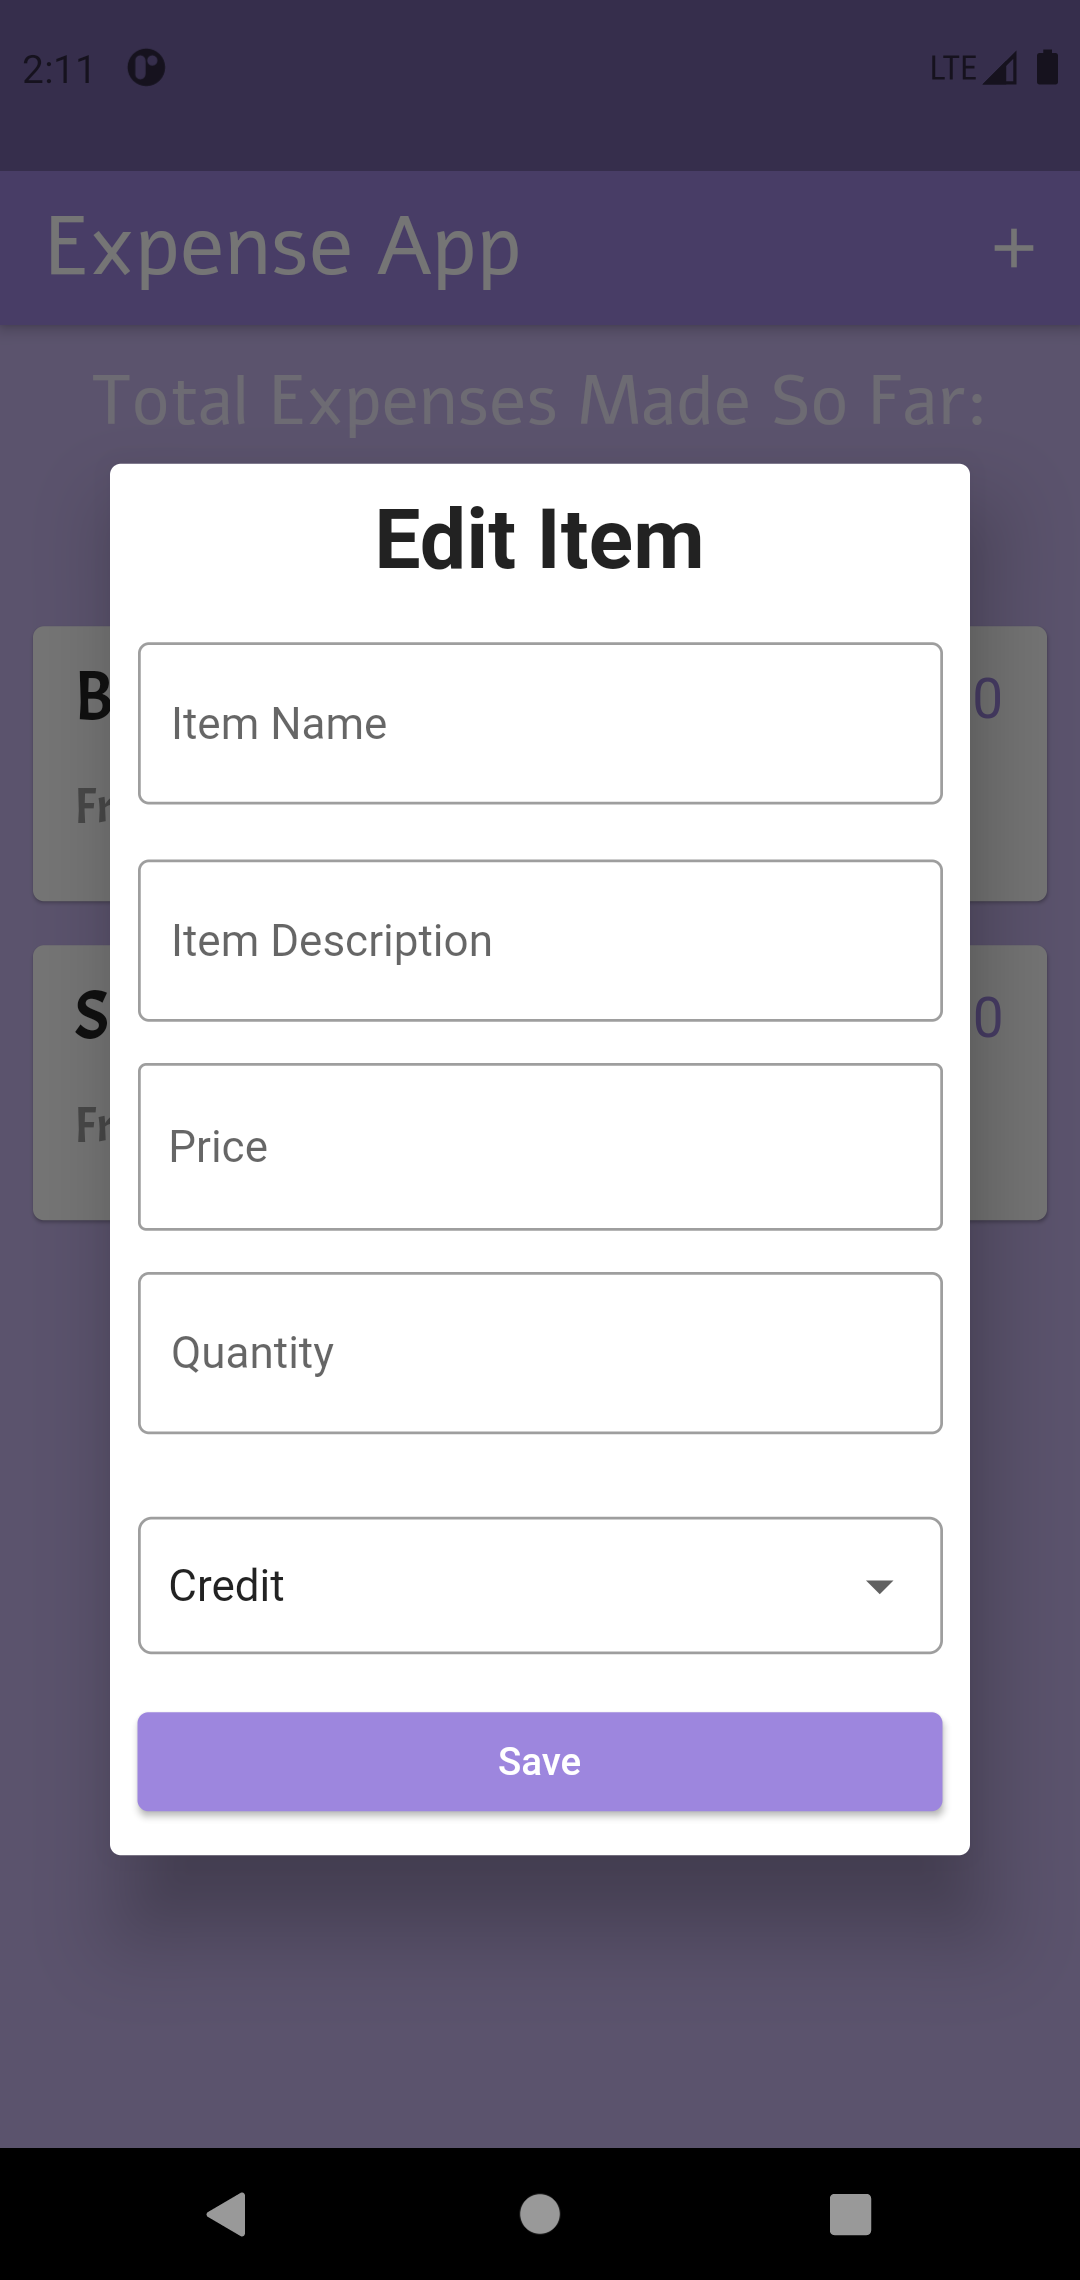 2:11 LTE
Expense App +
Total Expenses Made So Far:
Edit Item
B 0
Item Name
Fr
Item Description
S 0
Price
Fr
Quantity
Credit
Save